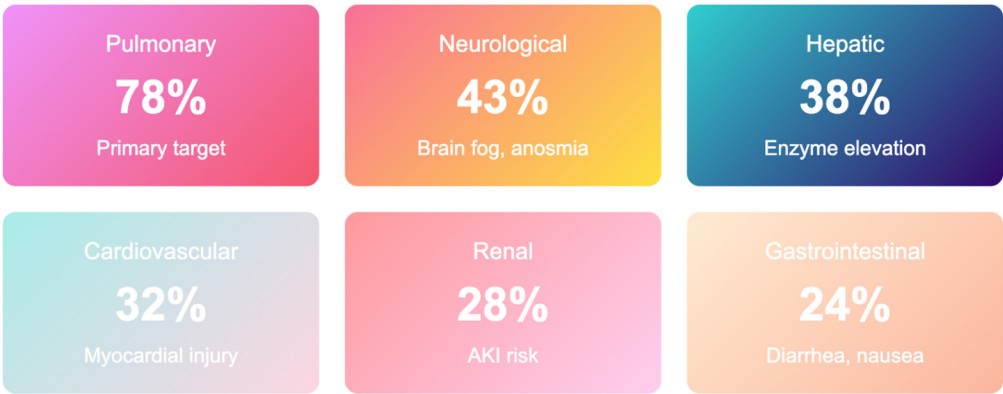 Pulmonary
78%
Primary target
Neurological
43%
Brain fog, anosmia
Hepatic
38%
Enzyme elevation
Cardiovascular
32%
Myocardial injury
Renal
28%
AKI risk
Gastrointestinal
24%
Diarrhea, nausea